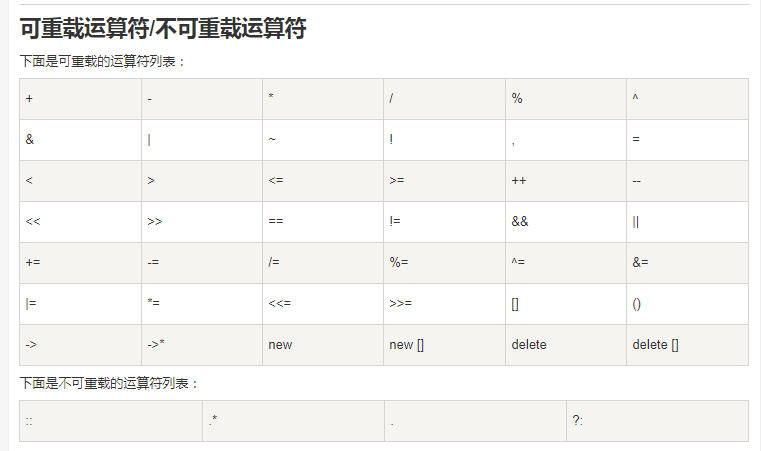 可重载运算符/不可重载运算符
下面是可重载的运算符列表：
+ - * / % ^
& | ~ ! , =
< > <= >= ++ --
<< >> == != && ||
+= -= /= %= ^= &=
|= *= <<= >>= [] ()
-> ->* new new [] delete delete []
下面是不可重载的运算符列表：
:: .* . ?: